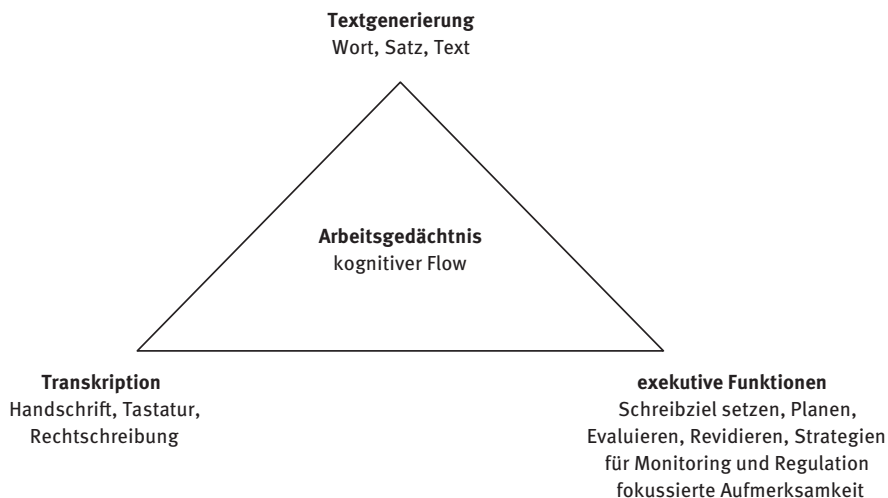 Textgenerierung
Wort, Satz, Text
Arbeitsgedächtnis
kognitiver Flow
Transkription
Handschrift, Tastatur,
Rechtschreibung
exekutive Funktionen
Schreibziel setzen, Planen,
Evaluieren, Revidieren, Strategien
für Monitoring und Regulation
fokussierte Aufmerksamkeit